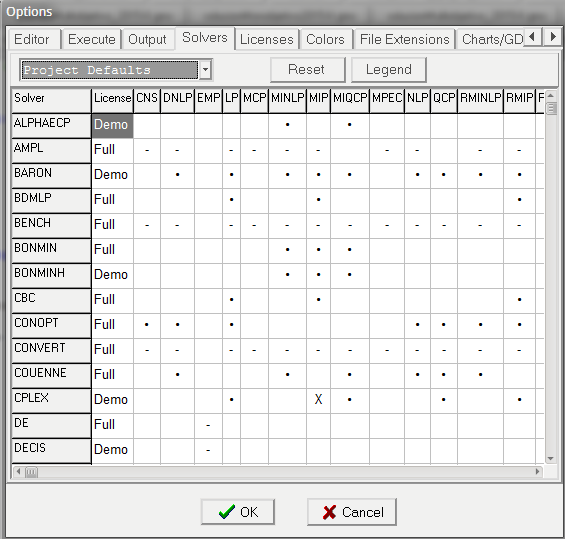 Options
Editor Execute Output Solvers Licenses Colors File Extensions Charts/GD
Project Defaults Reset Legend
Solver License CNS DNLP EMP LP MCP MINLP MIP MIQCP MPEC NLP QCP RMINLP RMIP
ALPHAECP Demo • •
AMPL Full - - - - - - - - - - -
BARON Demo • • • • • • • • •
BDMLP Full • • •
BENCH Full - - - - - - - - - - - -
BONMIN Full • • •
BONMINH Demo • • •
CBC Full • • •
CONOPT Full • • • • • • •
CONVERT Full - - - - - - - - - - - -
COUENNE Full • • • • • •
CPLEX Demo • X • • •
DE Full -
DECIS Demo -
OK Cancel